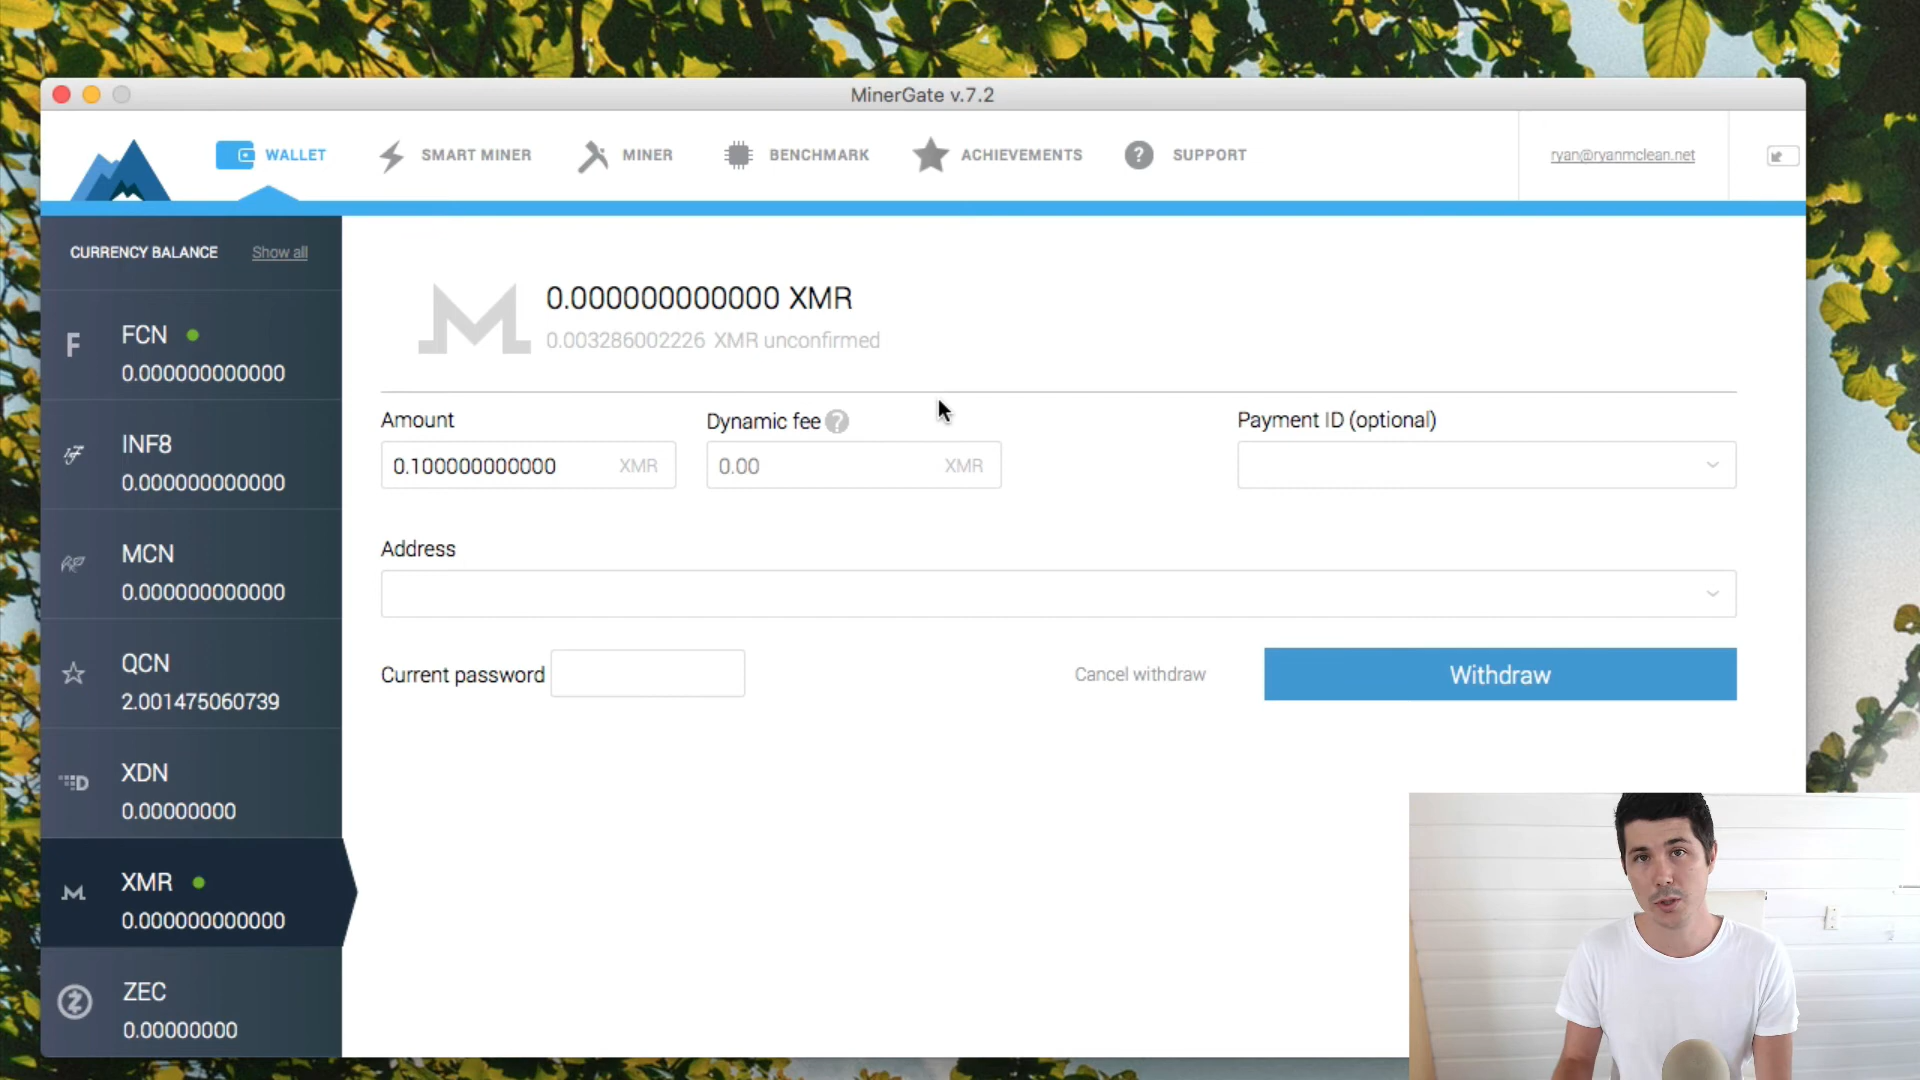 MinerGate v.7.2
WALLET
SMART MINER
MINER
BENCHMARK
ACHIEVEMENTS
? SUPPORT
ryan@ryanmclean.net
CURRENCY BALANCE Show all
F FCN
0.000000000000
INF8
0.000000000000
MCN
0.000000000000
QCN
2.001475060739
D XDN
0.00000000
XMR
0.000000000000
ZEC
0.00000000
0.000000000000 XMR
0.003286002226 XMR unconfirmed
Amount
0.100000000000 XMR
Dynamic fee ?
0.00 XMR
Payment ID (optional)
Address
Current password
Cancel withdraw
Withdraw